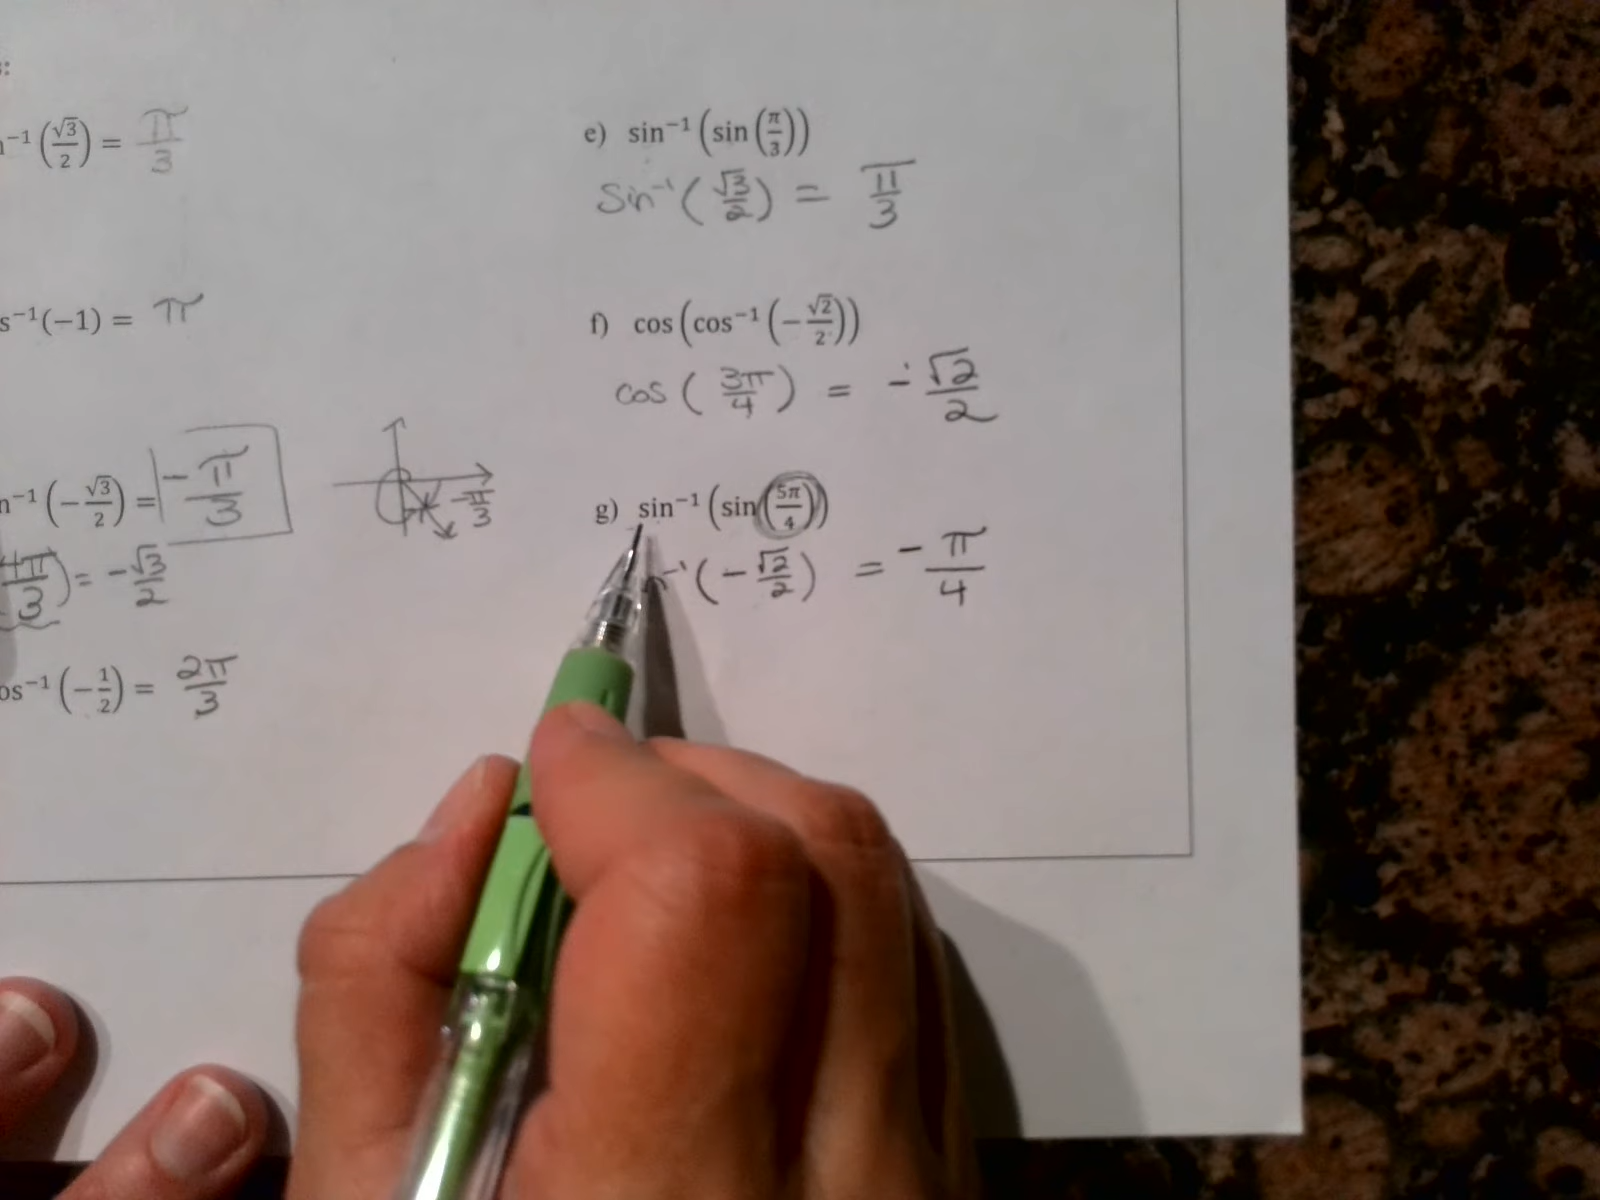 s:
n⁻¹(√3/2) = π/3
s⁻¹(−1) = π
n⁻¹(−√3/2) = −π/3
−π/3
4π/3) = −√3/2
os⁻¹(−1/2) = 2π/3
e) sin⁻¹(sin(π/3))
Sin⁻¹(√3/2) = π/3
f) cos(cos⁻¹(−√2/2))
cos(3π/4) = −√2/2
g) sin⁻¹(sin(5π/4))
n⁻¹(−√2/2) = −π/4